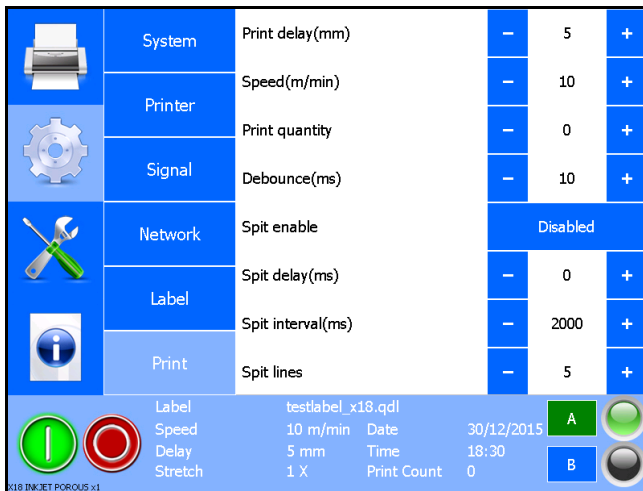 System
Printer
Signal
Network
Label
Print
Print delay(mm) − 5 +
Speed(m/min) − 10 +
Print quantity − 0 +
Debounce(ms) − 10 +
Spit enable Disabled
Spit delay(ms) − 0 +
Spit interval(ms) − 2000 +
Spit lines − 5 +
Label testlabel_x18.qdl
Speed 10 m/min Date 30/12/2015
Delay 5 mm Time 18:30
Stretch 1 X Print Count 0
A
B
X18 INKJET POROUS x1